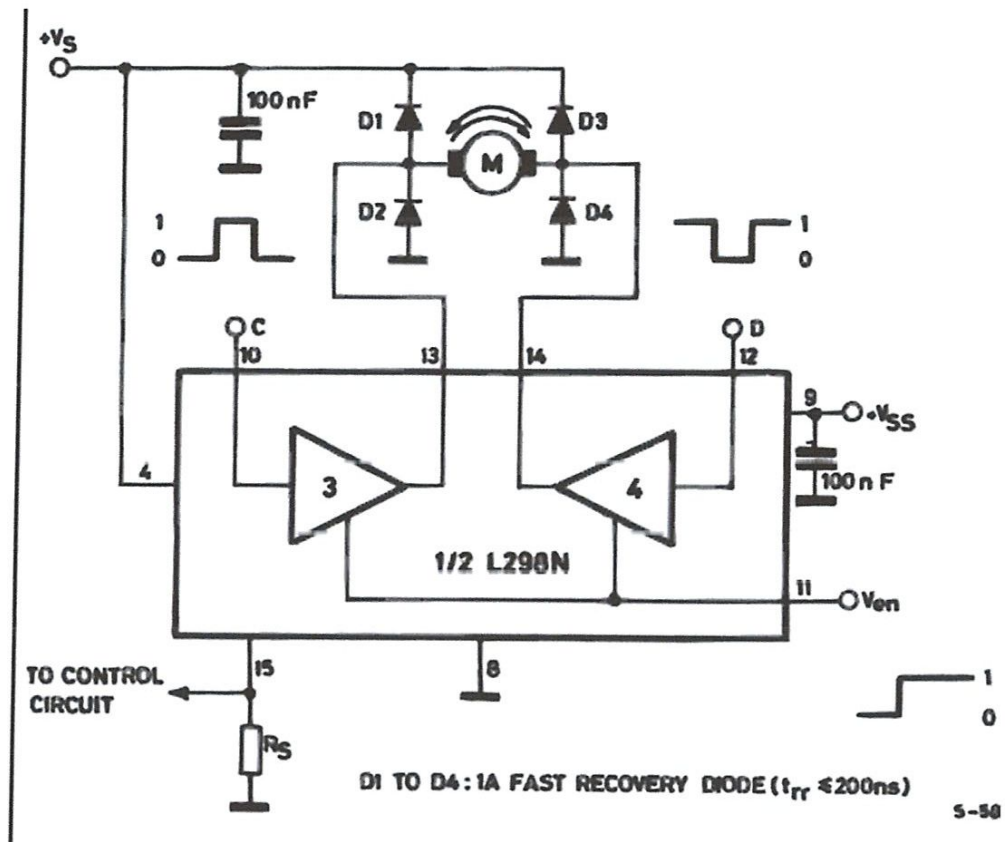 +Vs
100nF
D1
D3
M
D2
D4
1
0
1
0
C
D
10
13
14
12
9
+VSS
4
3
4
100nF
1/2 L298N
11
Ven
15
8
TO CONTROL
CIRCUIT
1
0
RS
D1 TO D4: 1A FAST RECOVERY DIODE (trr ≤200ns)